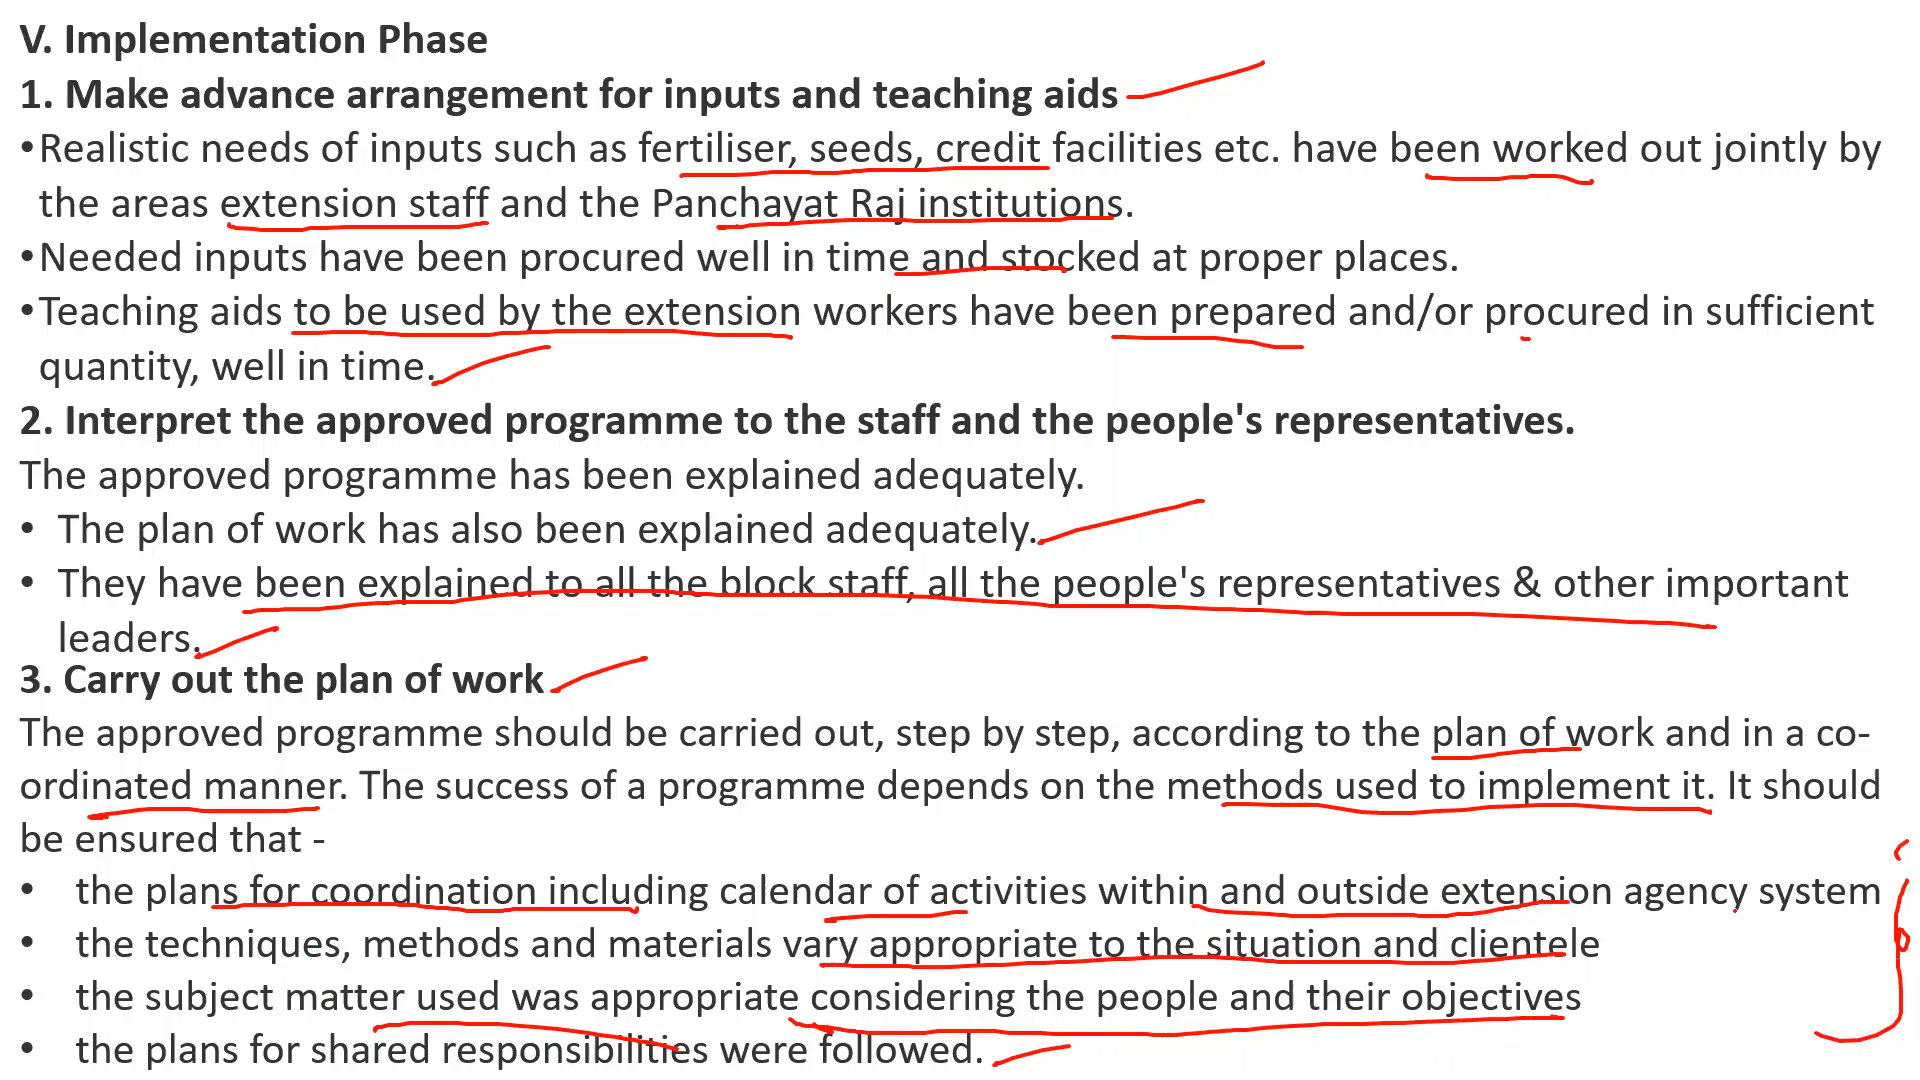 V. Implementation Phase
1. Make advance arrangement for inputs and teaching aids
•Realistic needs of inputs such as fertiliser, seeds, credit facilities etc. have been worked out jointly by
the areas extension staff and the Panchayat Raj institutions.
•Needed inputs have been procured well in time and stocked at proper places.
•Teaching aids to be used by the extension workers have been prepared and/or procured in sufficient
quantity, well in time.
2. Interpret the approved programme to the staff and the people's representatives.
The approved programme has been explained adequately.
• The plan of work has also been explained adequately.
• They have been explained to all the block staff, all the people's representatives & other important
leaders.
3. Carry out the plan of work
The approved programme should be carried out, step by step, according to the plan of work and in a co-
ordinated manner. The success of a programme depends on the methods used to implement it. It should
be ensured that -
• the plans for coordination including calendar of activities within and outside extension agency system
• the techniques, methods and materials vary appropriate to the situation and clientele
• the subject matter used was appropriate considering the people and their objectives
• the plans for shared responsibilities were followed.